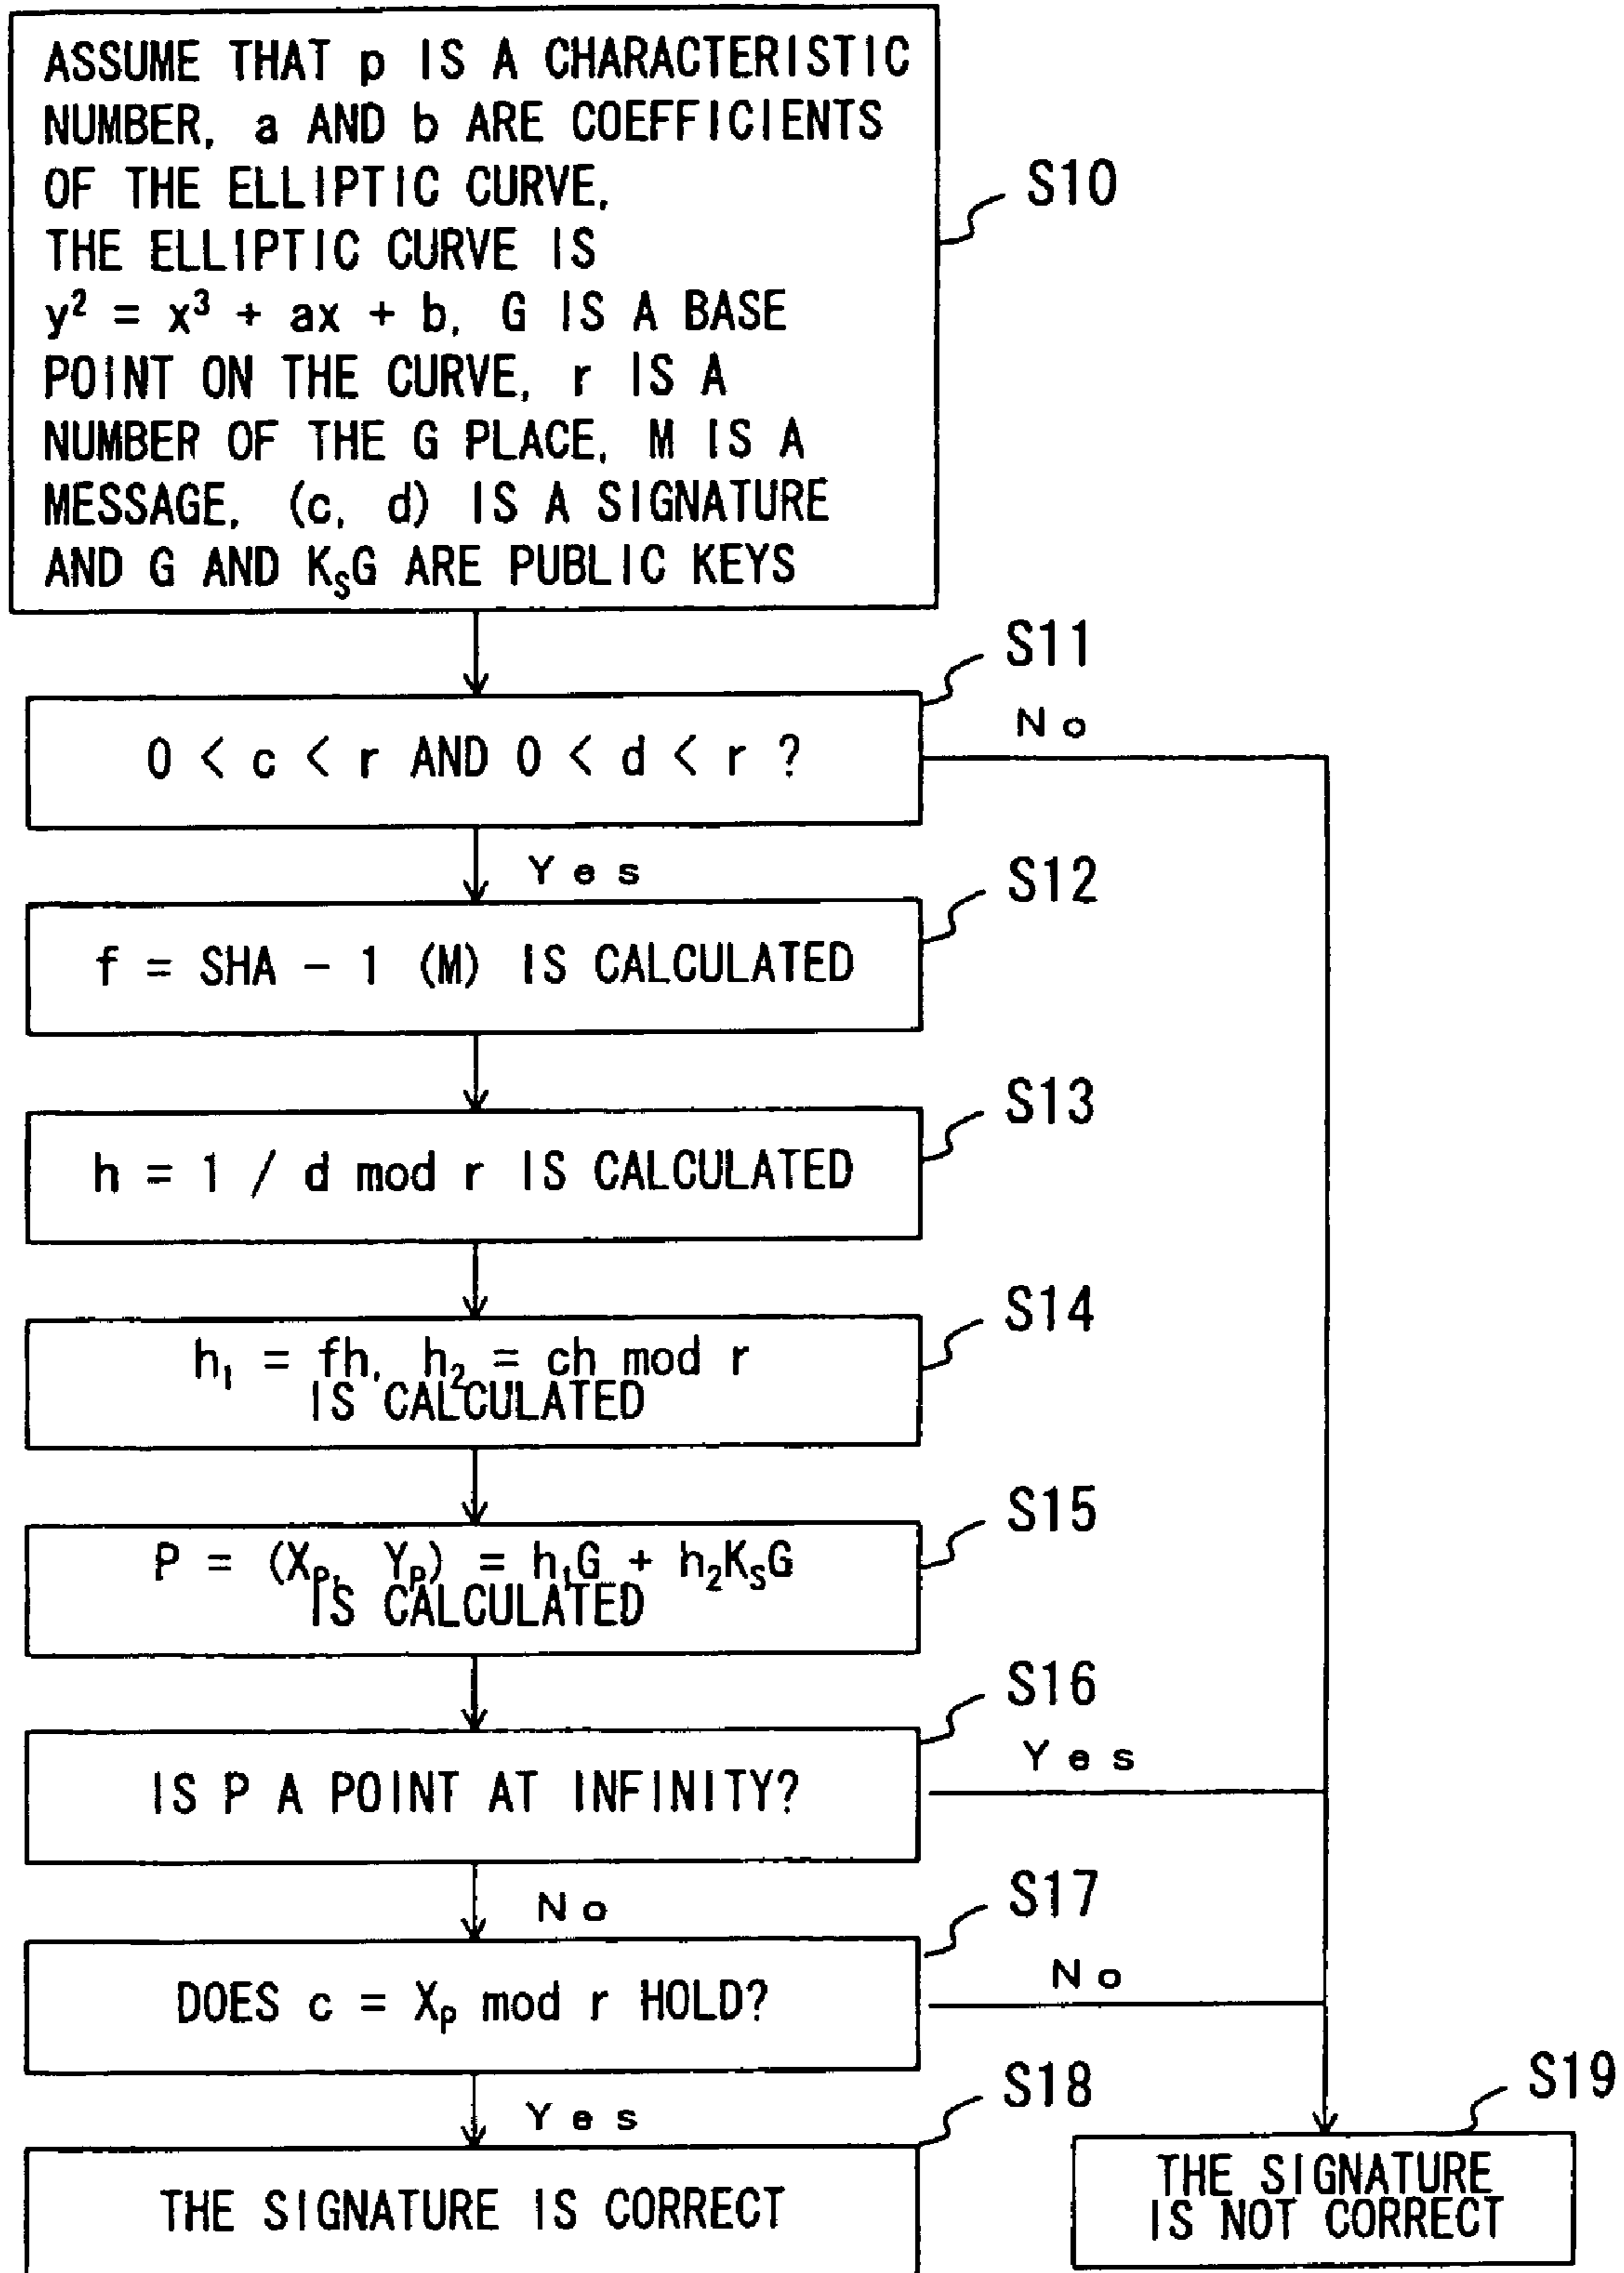 ASSUME THAT p IS A CHARACTERISTIC
NUMBER, a AND b ARE COEFFICIENTS
OF THE ELLIPTIC CURVE,
THE ELLIPTIC CURVE IS
y² = x³ + ax + b, G IS A BASE
POINT ON THE CURVE, r IS A
NUMBER OF THE G PLACE, M IS A
MESSAGE, (c, d) IS A SIGNATURE
AND G AND KₛG ARE PUBLIC KEYS
S10
S11
0 < c < r AND 0 < d < r ?
No
Yes
S12
f = SHA - 1 (M) IS CALCULATED
S13
h = 1 / d mod r IS CALCULATED
S14
h₁ = fh, h₂ = ch mod r
IS CALCULATED
S15
P = (Xₚ, Yₚ) = h₁G + h₂KₛG
IS CALCULATED
S16
IS P A POINT AT INFINITY?
Yes
No
S17
DOES c = Xₚ mod r HOLD?
No
Yes
S18
THE SIGNATURE IS CORRECT
S19
THE SIGNATURE
IS NOT CORRECT